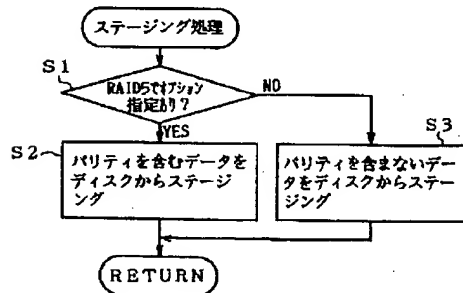 ステージング処理
S1
RAID5でオプション
指定あり?
NO
YES
S2
パリティを含むデータを
ディスクからステージ
ング
S3
パリティを含まないデ
ータをディスクからステー
ジング
RETURN